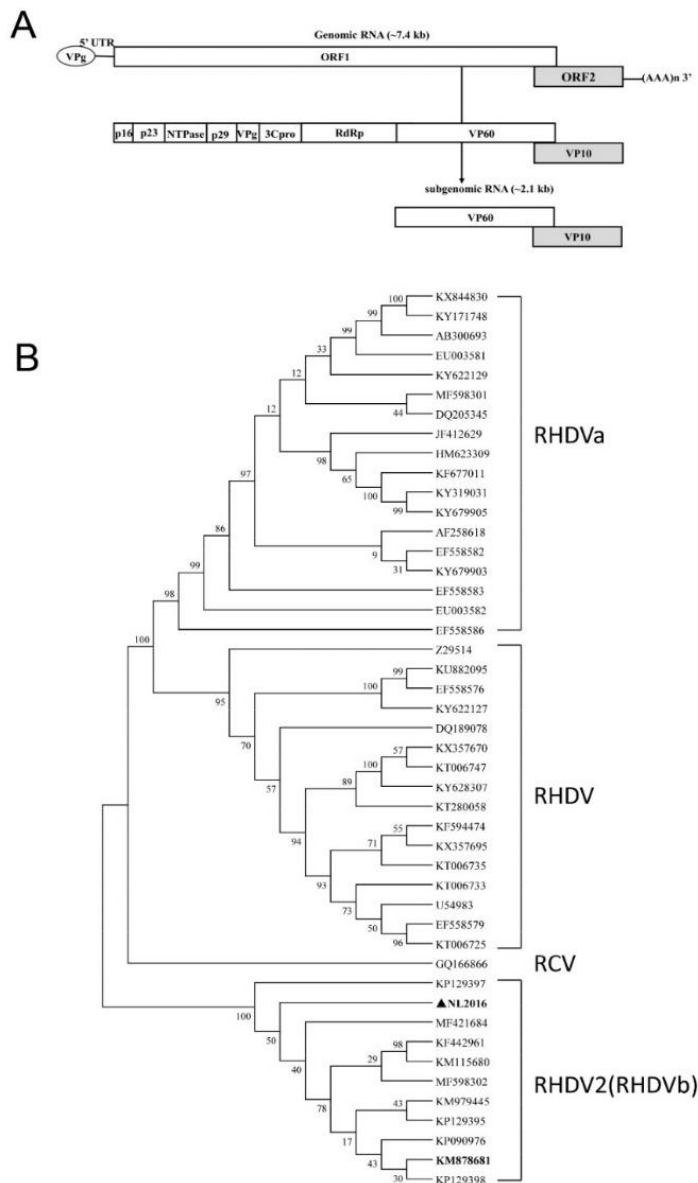 A
Genomic RNA (~7.4 kb)
5' UTR
VPg
ORF1
ORF2
(AAA)n 3'
p16 p23 NTPase p29 VPg 3Cpro RdRp VP60
VP10
subgenomic RNA (~2.1 kb)
VP60
VP10
B
100 KX844830
99 KY171748
99 AB300693
33 EU003581
12 KY622129
MF598301
44 DQ205345
12 JF412629
98 HM623309
65 KF677011
100 KY319031
99 KY679905
97 AF258618
9 EF558582
31 KY679903
86 EF558583
99 EU003582
98 EF558586
RHDVa
100 Z29514
95 99 KU882095
100 EF558576
70 KY622127
DQ189078
57 57 KX357670
100 KT006747
89 KY628307
KT280058
94 55 KF594474
71 KX357695
93 KT006735
KT006733
73 U54983
50 EF558579
96 KT006725
RHDV
GQ166866 RCV
KP129397
100 ▲NL2016
50 MF421684
40 98 KF442961
29 KM115680
MF598302
78 43 KM979445
KP129395
17 KP090976
43 KM878681
30 KP129398
RHDV2(RHDVb)